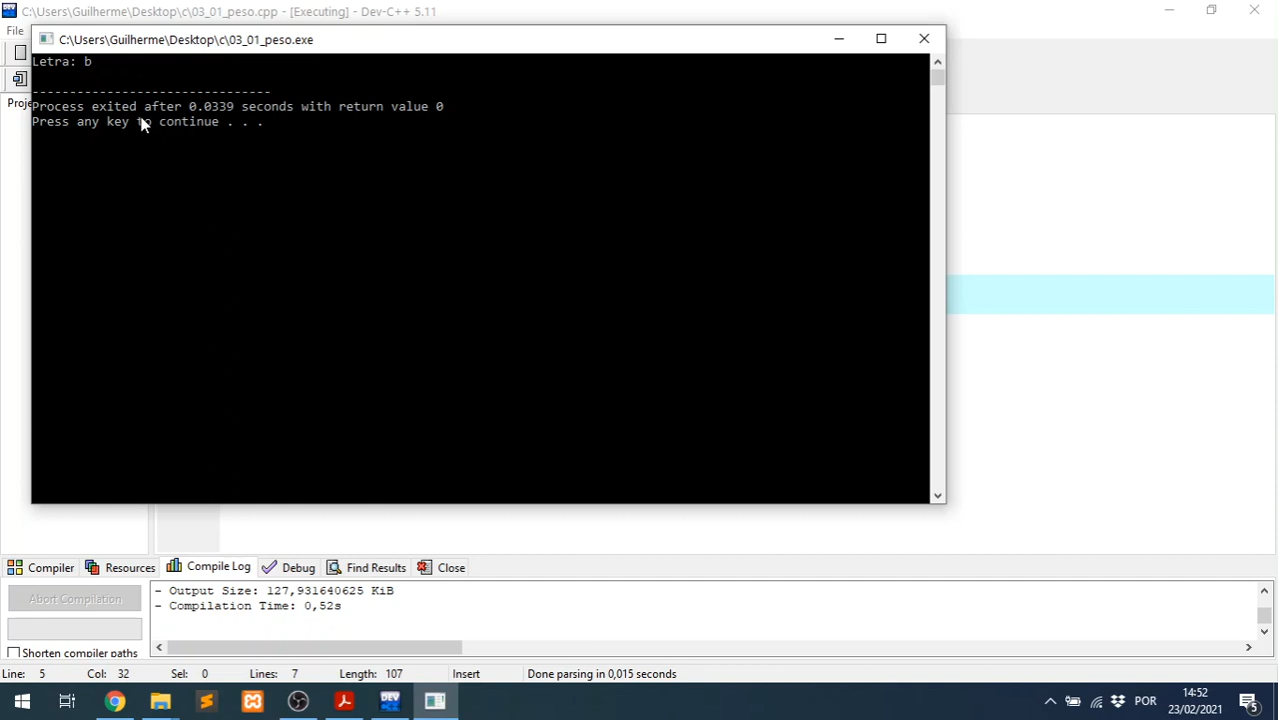 C:\Users\Guilherme\Desktop\c\03_01_peso.cpp - [Executing] - Dev-C++ 5.11
File
C:\Users\Guilherme\Desktop\c\03_01_peso.exe
Letra: b
Proje
--------------------------------
Process exited after 0.0339 seconds with return value 0
Press any key to continue . . .
Compiler
Resources
Compile Log
Debug
Find Results
Close
Abort Compilation
- Output Size: 127,931640625 KiB
- Compilation Time: 0,52s
Shorten compiler paths
Line: 5 Col: 32 Sel: 0 Lines: 7 Length: 107 Insert Done parsing in 0,015 seconds
DEV
POR
14:52
23/02/2021
5